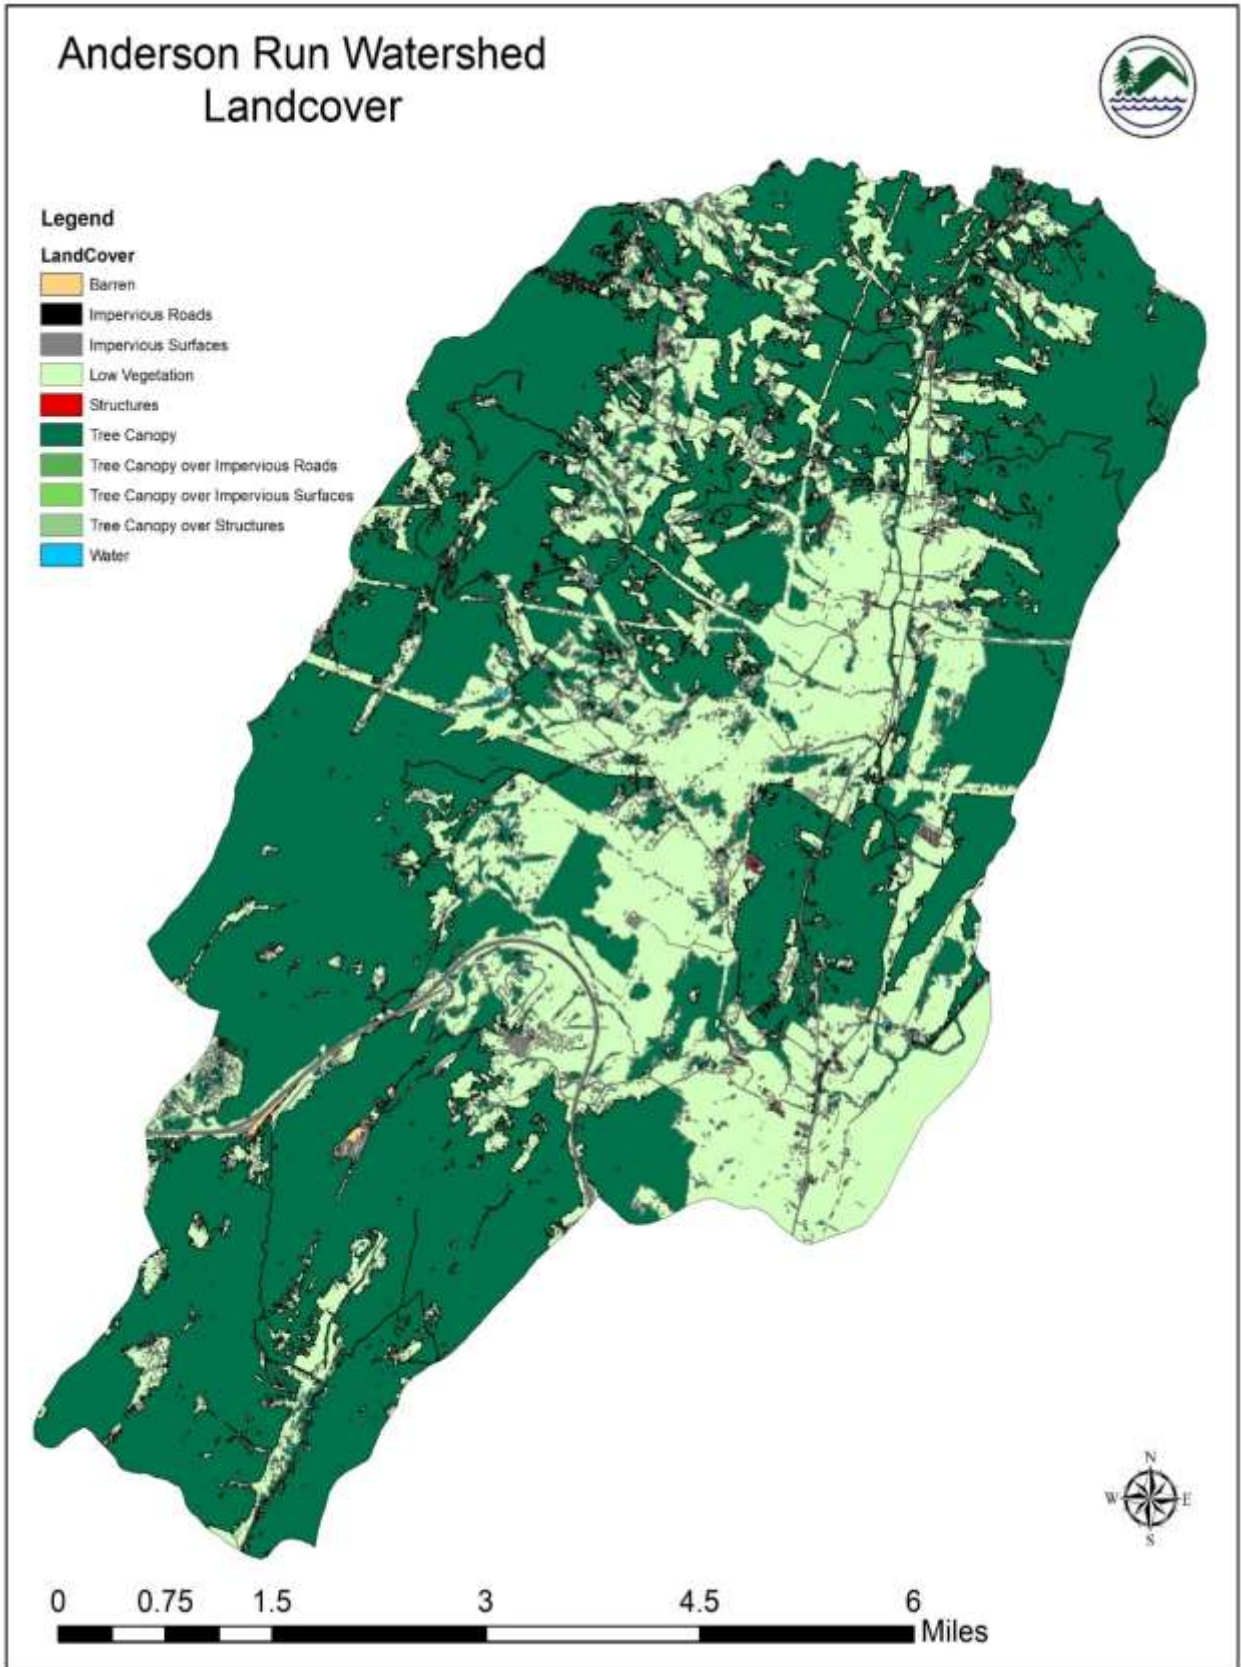 Anderson Run Watershed
Landcover
Legend
LandCover
Barren
Impervious Roads
Impervious Surfaces
Low Vegetation
Structures
Tree Canopy
Tree Canopy over Impervious Roads
Tree Canopy over Impervious Surfaces
Tree Canopy over Structures
Water
N
W E
S
0 0.75 1.5 3 4.5 6
Miles